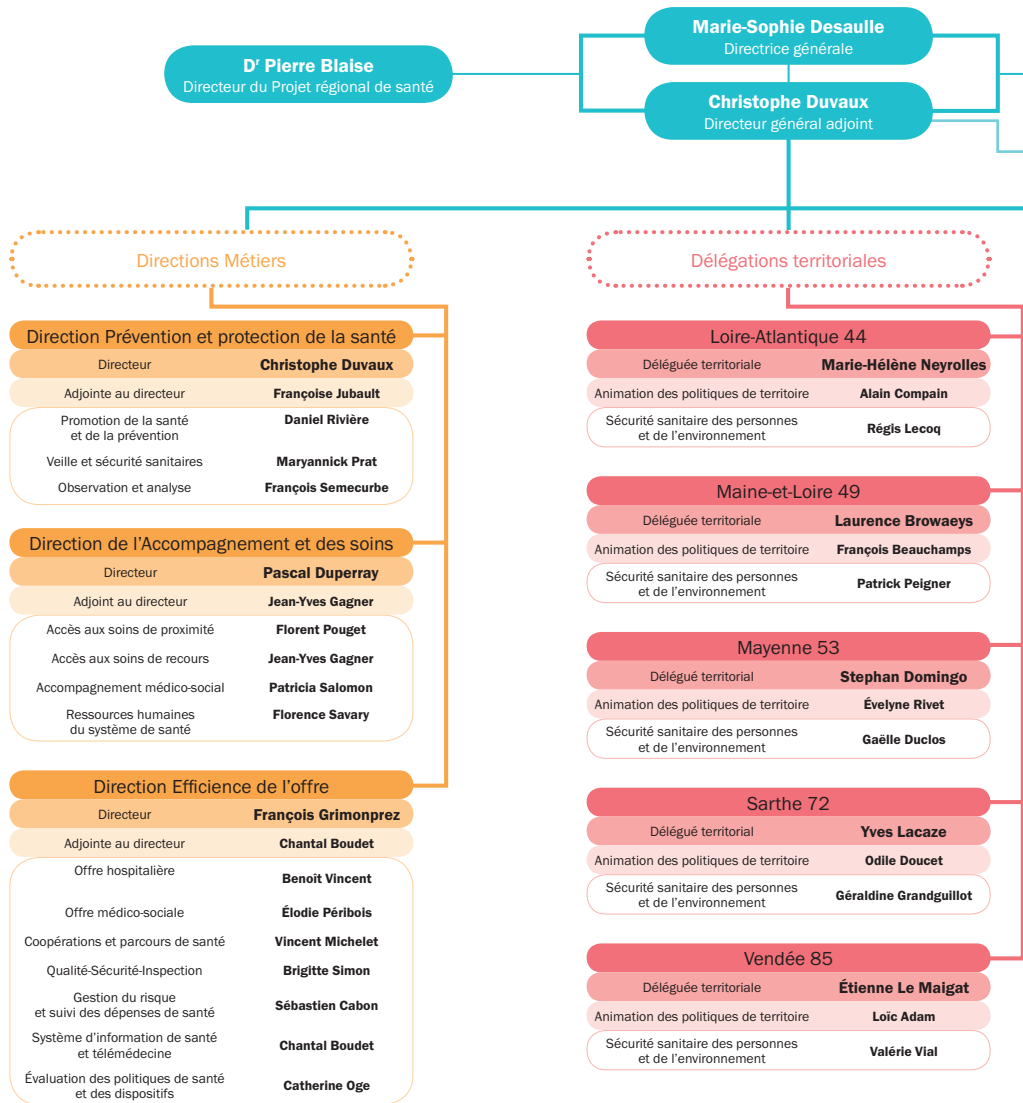 Marie-Sophie Desaulle
Directrice générale
Dr Pierre Blaise
Directeur du Projet régional de santé
Christophe Duvaux
Directeur général adjoint
Directions Métiers
Direction Prévention et protection de la santé
Directeur Christophe Duvaux
Adjointe au directeur Françoise Jubault
Promotion de la santé
et de la prévention Daniel Rivière
Veille et sécurité sanitaires Maryannick Prat
Observation et analyse François Semecurbe
Direction de l'Accompagnement et des soins
Directeur Pascal Duperray
Adjoint au directeur Jean-Yves Gagner
Accès aux soins de proximité Florent Pouget
Accès aux soins de recours Jean-Yves Gagner
Accompagnement médico-social Patricia Salomon
Ressources humaines
du système de santé Florence Savary
Direction Efficience de l'offre
Directeur François Grimonprez
Adjointe au directeur Chantal Boudet
Offre hospitalière Benoît Vincent
Offre médico-sociale Élodie Péribois
Coopérations et parcours de santé Vincent Michelet
Qualité-Sécurité-Inspection Brigitte Simon
Gestion du risque
et suivi des dépenses de santé Sébastien Cabon
Système d'information de santé
et télémédecine Chantal Boudet
Évaluation des politiques de santé
et des dispositifs Catherine Oge
Délégations territoriales
Loire-Atlantique 44
Déléguée territoriale Marie-Hélène Neyrolles
Animation des politiques de territoire Alain Compain
Sécurité sanitaire des personnes
et de l'environnement Régis Lecoq
Maine-et-Loire 49
Déléguée territoriale Laurence Browaeys
Animation des politiques de territoire François Beauchamps
Sécurité sanitaire des personnes
et de l'environnement Patrick Peigner
Mayenne 53
Délégué territorial Stephan Domingo
Animation des politiques de territoire Évelyne Rivet
Sécurité sanitaire des personnes
et de l'environnement Gaëlle Duclos
Sarthe 72
Délégué territorial Yves Lacaze
Animation des politiques de territoire Odile Doucet
Sécurité sanitaire des personnes
et de l'environnement Géraldine Grandguillot
Vendée 85
Déléguée territoriale Étienne Le Maigat
Animation des politiques de territoire Loïc Adam
Sécurité sanitaire des personnes
et de l'environnement Valérie Vial